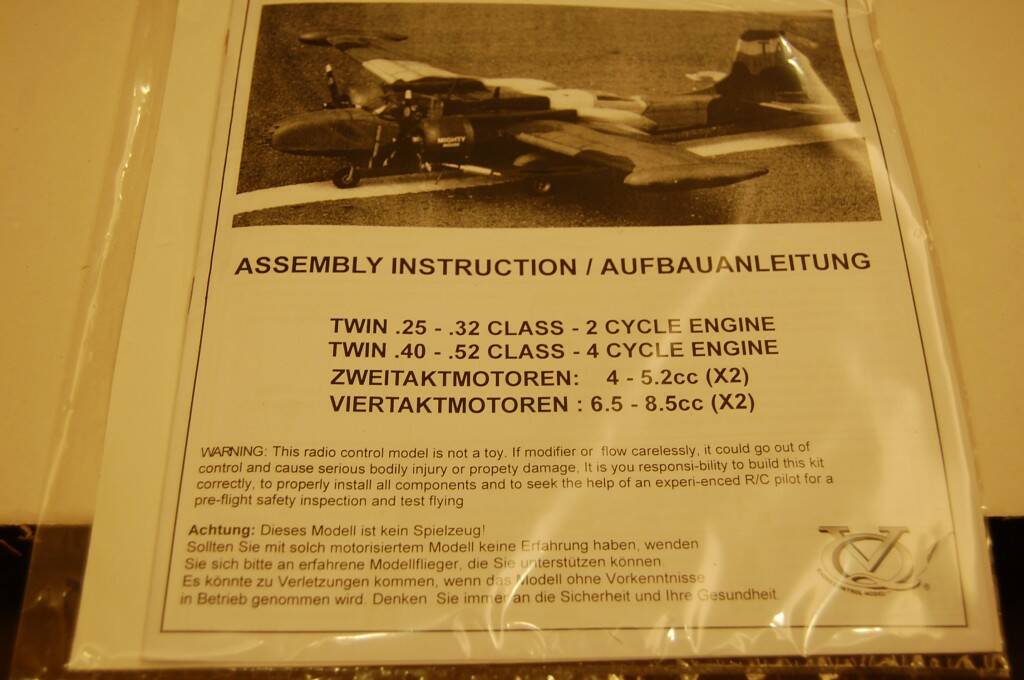 MIGHTY
ASSEMBLY INSTRUCTION / AUFBAUANLEITUNG
TWIN .25 - .32 CLASS - 2 CYCLE ENGINE
TWIN .40 - .52 CLASS - 4 CYCLE ENGINE
ZWEITAKTMOTOREN: 4 - 5.2cc (X2)
VIERTAKTMOTOREN : 6.5 - 8.5cc (X2)
WARNING: This radio control model is not a toy. If modifier or flow carelessly, it could go out of
control and cause serious bodily injury or propety damage. It is you responsi-bility to build this kit
correctly, to properly install all components and to seek the help of an experi-enced R/C pilot for a
pre-flight safety inspection and test flying
Achtung: Dieses Modell ist kein Spielzeug!
Sollten Sie mit solch motorisiertem Modell keine Erfahrung haben, wenden
Sie sich bitte an erfahrene Modellflieger, die Sie unterstützen können.
Es könnte zu Verletzungen kommen, wenn das Modell ohne Vorkenntnisse
in Betrieb genommen wird. Denken Sie immer an die Sicherheit und Ihre Gesundheit
VQ